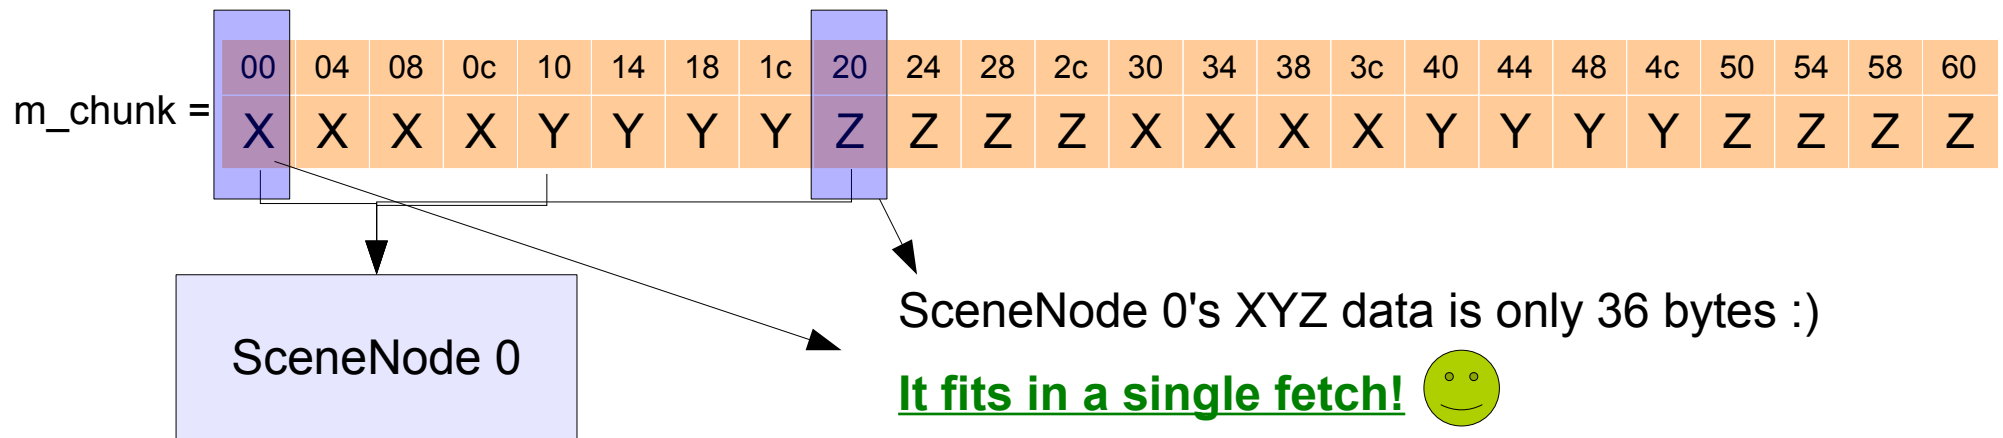 00 04 08 0c 10 14 18 1c 20 24 28 2c 30 34 38 3c 40 44 48 4c 50 54 58 60
m_chunk =
X X X X Y Y Y Y Z Z Z Z X X X X Y Y Y Y Z Z Z Z
SceneNode 0's XYZ data is only 36 bytes :)
SceneNode 0
It fits in a single fetch!